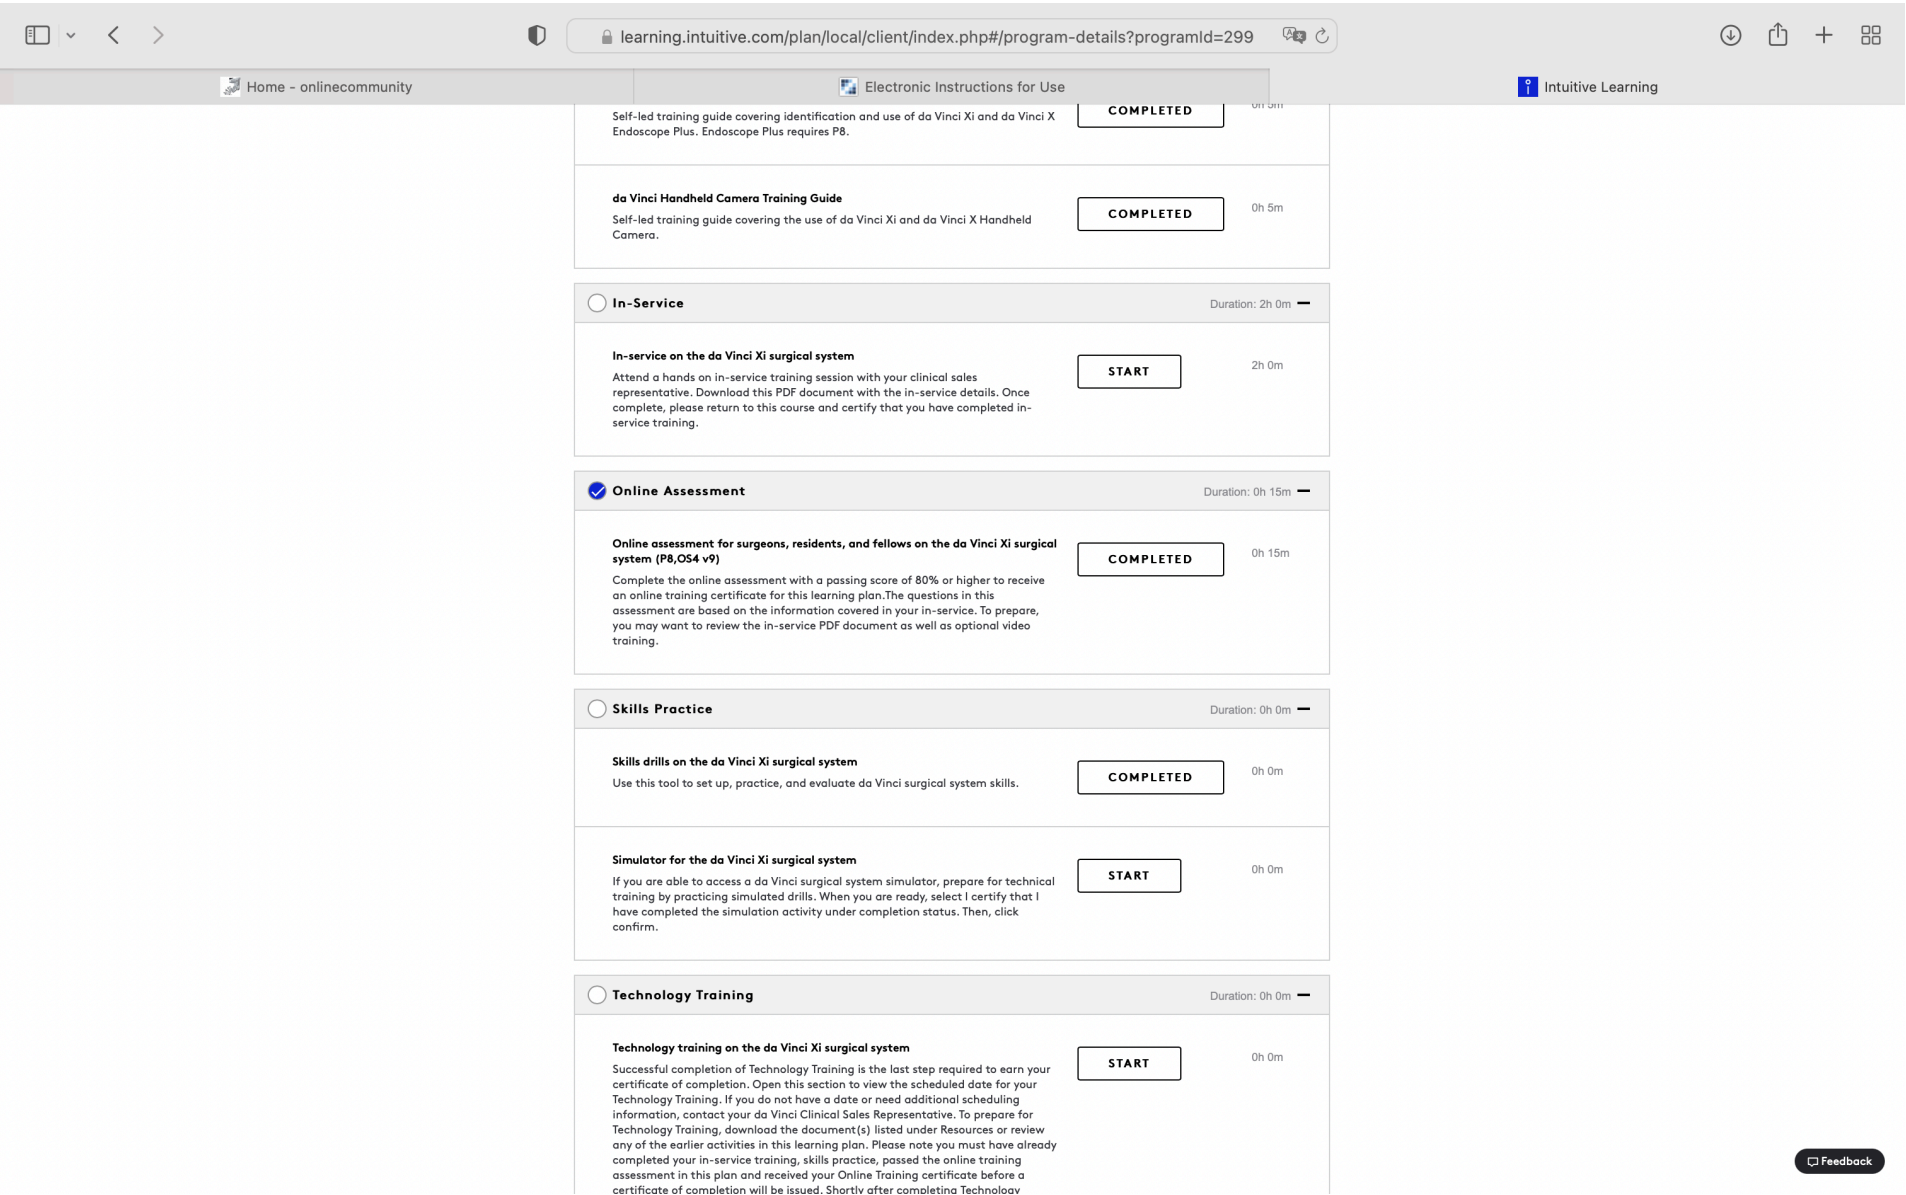 learning.intuitive.com/plan/local/client/index.php#/program-details?programId=299
Home - onlinecommunity
Electronic Instructions for Use
Intuitive Learning
Self-led training guide covering identification and use of da Vinci Xi and da Vinci X
Endoscope Plus. Endoscope Plus requires P8.
COMPLETED
0h 5m
da Vinci Handheld Camera Training Guide
Self-led training guide covering the use of da Vinci Xi and da Vinci X Handheld
Camera.
COMPLETED
0h 5m
In-Service
Duration: 2h 0m
In-service on the da Vinci Xi surgical system
Attend a hands on in-service training session with your clinical sales
representative. Download this PDF document with the in-service details. Once
complete, please return to this course and certify that you have completed in-
service training.
START
2h 0m
Online Assessment
Duration: 0h 15m
Online assessment for surgeons, residents, and fellows on the da Vinci Xi surgical
system (P8,OS4 v9)
Complete the online assessment with a passing score of 80% or higher to receive
an online training certificate for this learning plan.The questions in this
assessment are based on the information covered in your in-service. To prepare,
you may want to review the in-service PDF document as well as optional video
training.
COMPLETED
0h 15m
Skills Practice
Duration: 0h 0m
Skills drills on the da Vinci Xi surgical system
Use this tool to set up, practice, and evaluate da Vinci surgical system skills.
COMPLETED
0h 0m
Simulator for the da Vinci Xi surgical system
If you are able to access a da Vinci surgical system simulator, prepare for technical
training by practicing simulated drills. When you are ready, select I certify that I
have completed the simulation activity under completion status. Then, click
confirm.
START
0h 0m
Technology Training
Duration: 0h 0m
Technology training on the da Vinci Xi surgical system
Successful completion of Technology Training is the last step required to earn your
certificate of completion. Open this section to view the scheduled date for your
Technology Training. If you do not have a date or need additional scheduling
information, contact your da Vinci Clinical Sales Representative. To prepare for
Technology Training, download the document(s) listed under Resources or review
any of the earlier activities in this learning plan. Please note you must have already
completed your in-service training, skills practice, passed the online training
assessment in this plan and received your Online Training certificate before a
certificate of completion will be issued. Shortly after completing Technology
START
0h 0m
Feedback